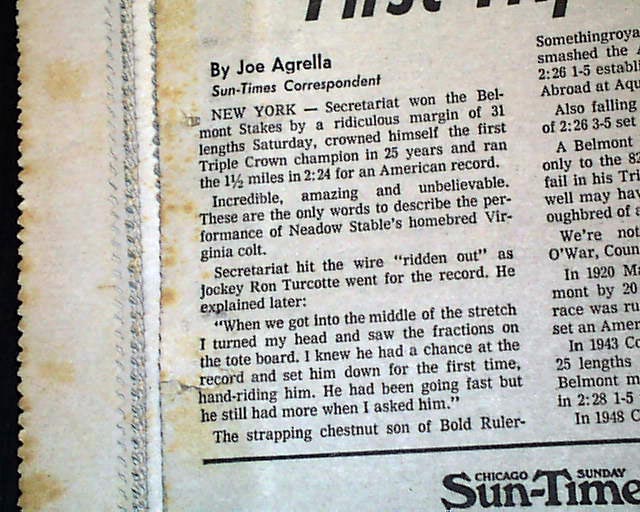 First
By Joe Agrella
Sun-Times Correspondent
NEW YORK — Secretariat won the Bel-
mont Stakes by a ridiculous margin of 31
lengths Saturday, crowned himself the first
Triple Crown champion in 25 years and ran
the 1½ miles in 2:24 for an American record.
Incredible, amazing and unbelievable.
These are the only words to describe the per-
formance of Neadow Stable's homebred Vir-
ginia colt.
Secretariat hit the wire "ridden out" as
jockey Ron Turcotte went for the record. He
explained later:
"When we got into the middle of the stretch
I turned my head and saw the fractions on
the tote board. I knew he had a chance at the
record and set him down for the first time,
hand-riding him. He had been going fast but
he still had more when I asked him."
The strapping chestnut son of Bold Ruler-
Somethingroya
smashed the
2:26 1-5 establi
Abroad at Aqu
Also falling
of 2:26 3-5 set
A Belmont
only to the 82
fail in his Tri
well may hav
oughbred of
We're not
O'War, Coun
In 1920 M
mont by 20
race was ru
set an Amer
In 1943 Co
25 lengths
Belmont m
in 2:28 1-5
In 1948 C
CHICAGO SUNDAY
Sun-Time